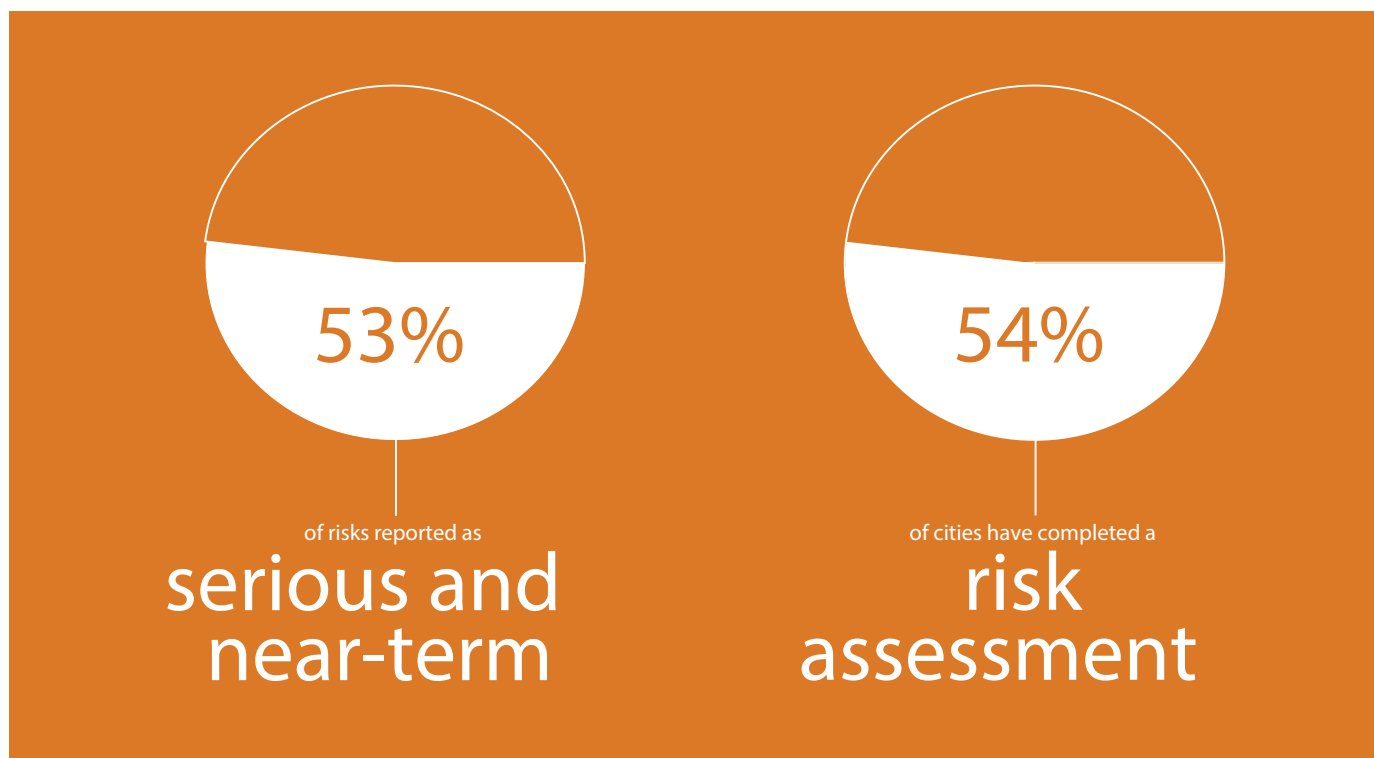 53%
of risks reported as
serious and
near-term
54%
of cities have completed a
risk
assessment